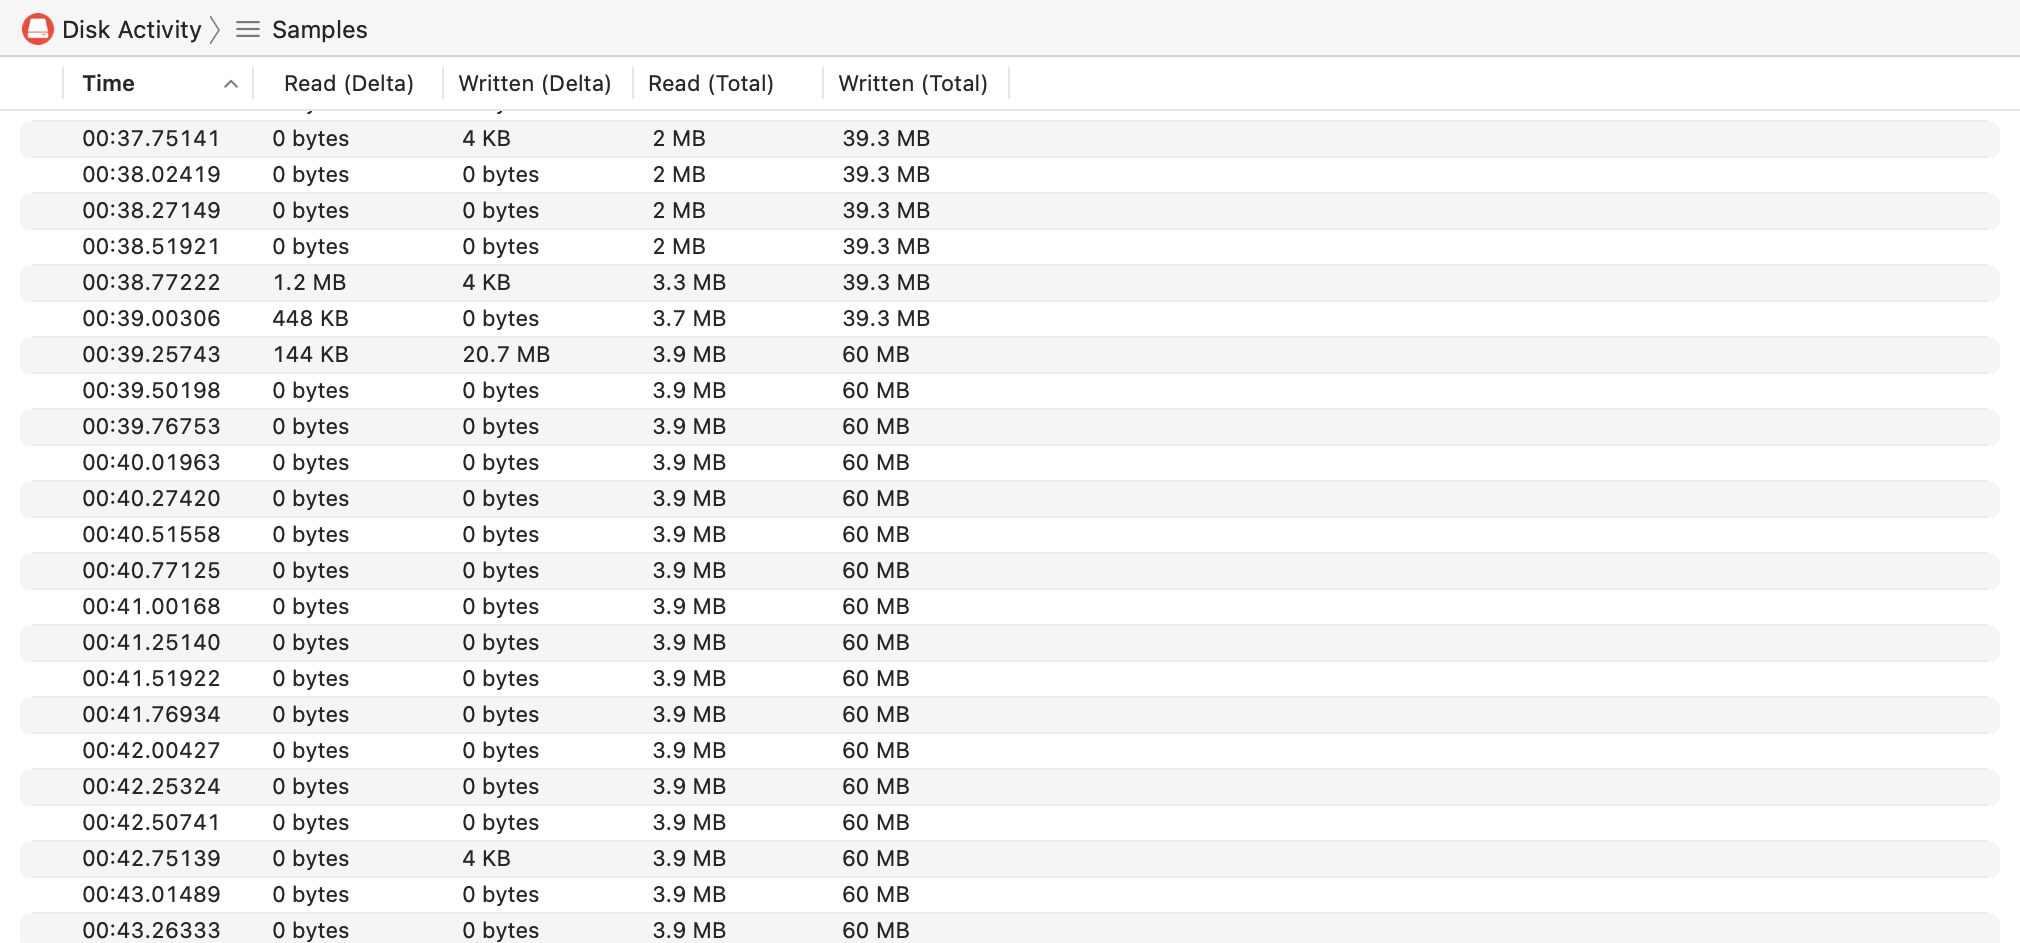 Disk Activity Samples
Time Read (Delta) Written (Delta) Read (Total) Written (Total)
00:37.75141 0 bytes 4 KB 2 MB 39.3 MB
00:38.02419 0 bytes 0 bytes 2 MB 39.3 MB
00:38.27149 0 bytes 0 bytes 2 MB 39.3 MB
00:38.51921 0 bytes 0 bytes 2 MB 39.3 MB
00:38.77222 1.2 MB 4 KB 3.3 MB 39.3 MB
00:39.00306 448 KB 0 bytes 3.7 MB 39.3 MB
00:39.25743 144 KB 20.7 MB 3.9 MB 60 MB
00:39.50198 0 bytes 0 bytes 3.9 MB 60 MB
00:39.76753 0 bytes 0 bytes 3.9 MB 60 MB
00:40.01963 0 bytes 0 bytes 3.9 MB 60 MB
00:40.27420 0 bytes 0 bytes 3.9 MB 60 MB
00:40.51558 0 bytes 0 bytes 3.9 MB 60 MB
00:40.77125 0 bytes 0 bytes 3.9 MB 60 MB
00:41.00168 0 bytes 0 bytes 3.9 MB 60 MB
00:41.25140 0 bytes 0 bytes 3.9 MB 60 MB
00:41.51922 0 bytes 0 bytes 3.9 MB 60 MB
00:41.76934 0 bytes 0 bytes 3.9 MB 60 MB
00:42.00427 0 bytes 0 bytes 3.9 MB 60 MB
00:42.25324 0 bytes 0 bytes 3.9 MB 60 MB
00:42.50741 0 bytes 0 bytes 3.9 MB 60 MB
00:42.75139 0 bytes 4 KB 3.9 MB 60 MB
00:43.01489 0 bytes 0 bytes 3.9 MB 60 MB
00:43.26333 0 bytes 0 bytes 3.9 MB 60 MB